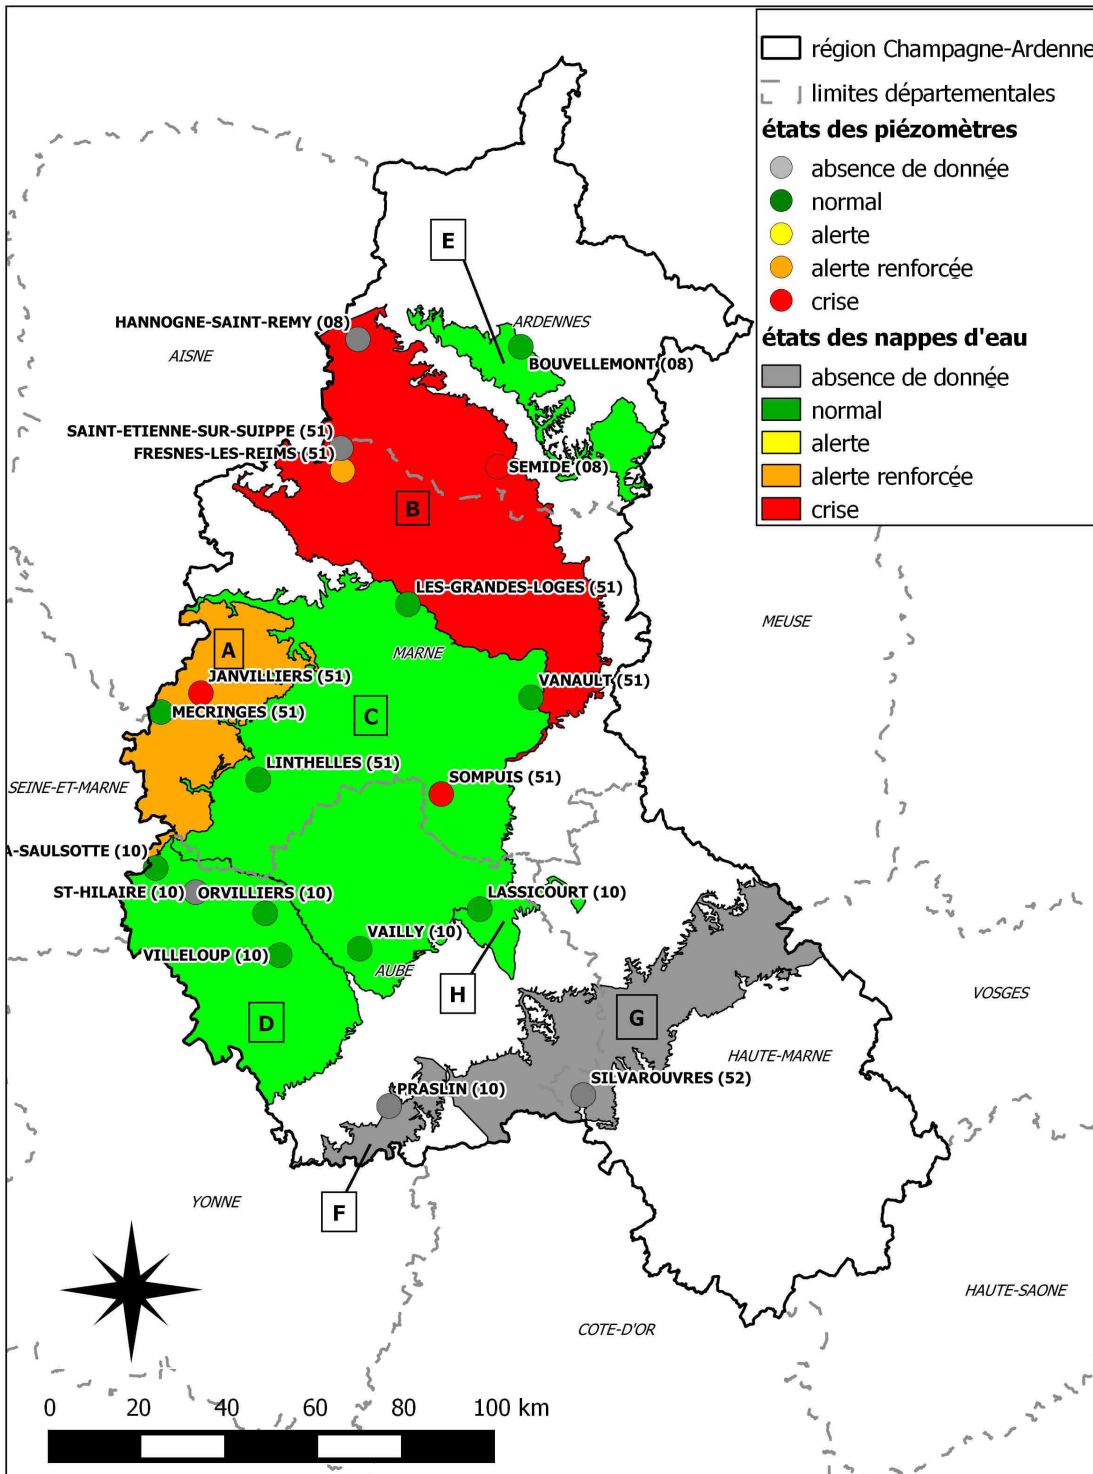 région Champagne-Ardenne
limites départementales
états des piézomètres
absence de donnée
normal
alerte
alerte renforcée
crise
états des nappes d'eau
absence de donnée
normal
alerte
alerte renforcée
crise
E
ARDENNES
HANNOGNE-SAINT-REMY (08)
AISNE
BOUVELLEMONT (08)
SAINT-ETIENNE-SUR-SUIPPE (51)
FRESNES-LES-REIMS (51)
SEMIDE (08)
B
LES-GRANDES-LOGES (51)
MEUSE
A
MARNE
JANVILLIERS (51)
VANAULT (51)
MECRINGES (51)
C
LINTHELLES (51)
SOMPUIS (51)
SEINE-ET-MARNE
A-SAULSOTTE (10)
ST-HILAIRE (10)
ORVILLIERS (10)
LASSICOURT (10)
VAILLY (10)
VILLELOUP (10)
AUBE
H
VOSGES
D
G
HAUTE-MARNE
PRASLIN (10)
SILVAROUVRES (52)
YONNE
F
HAUTE-SAONE
COTE-D'OR
0 20 40 60 80 100 km